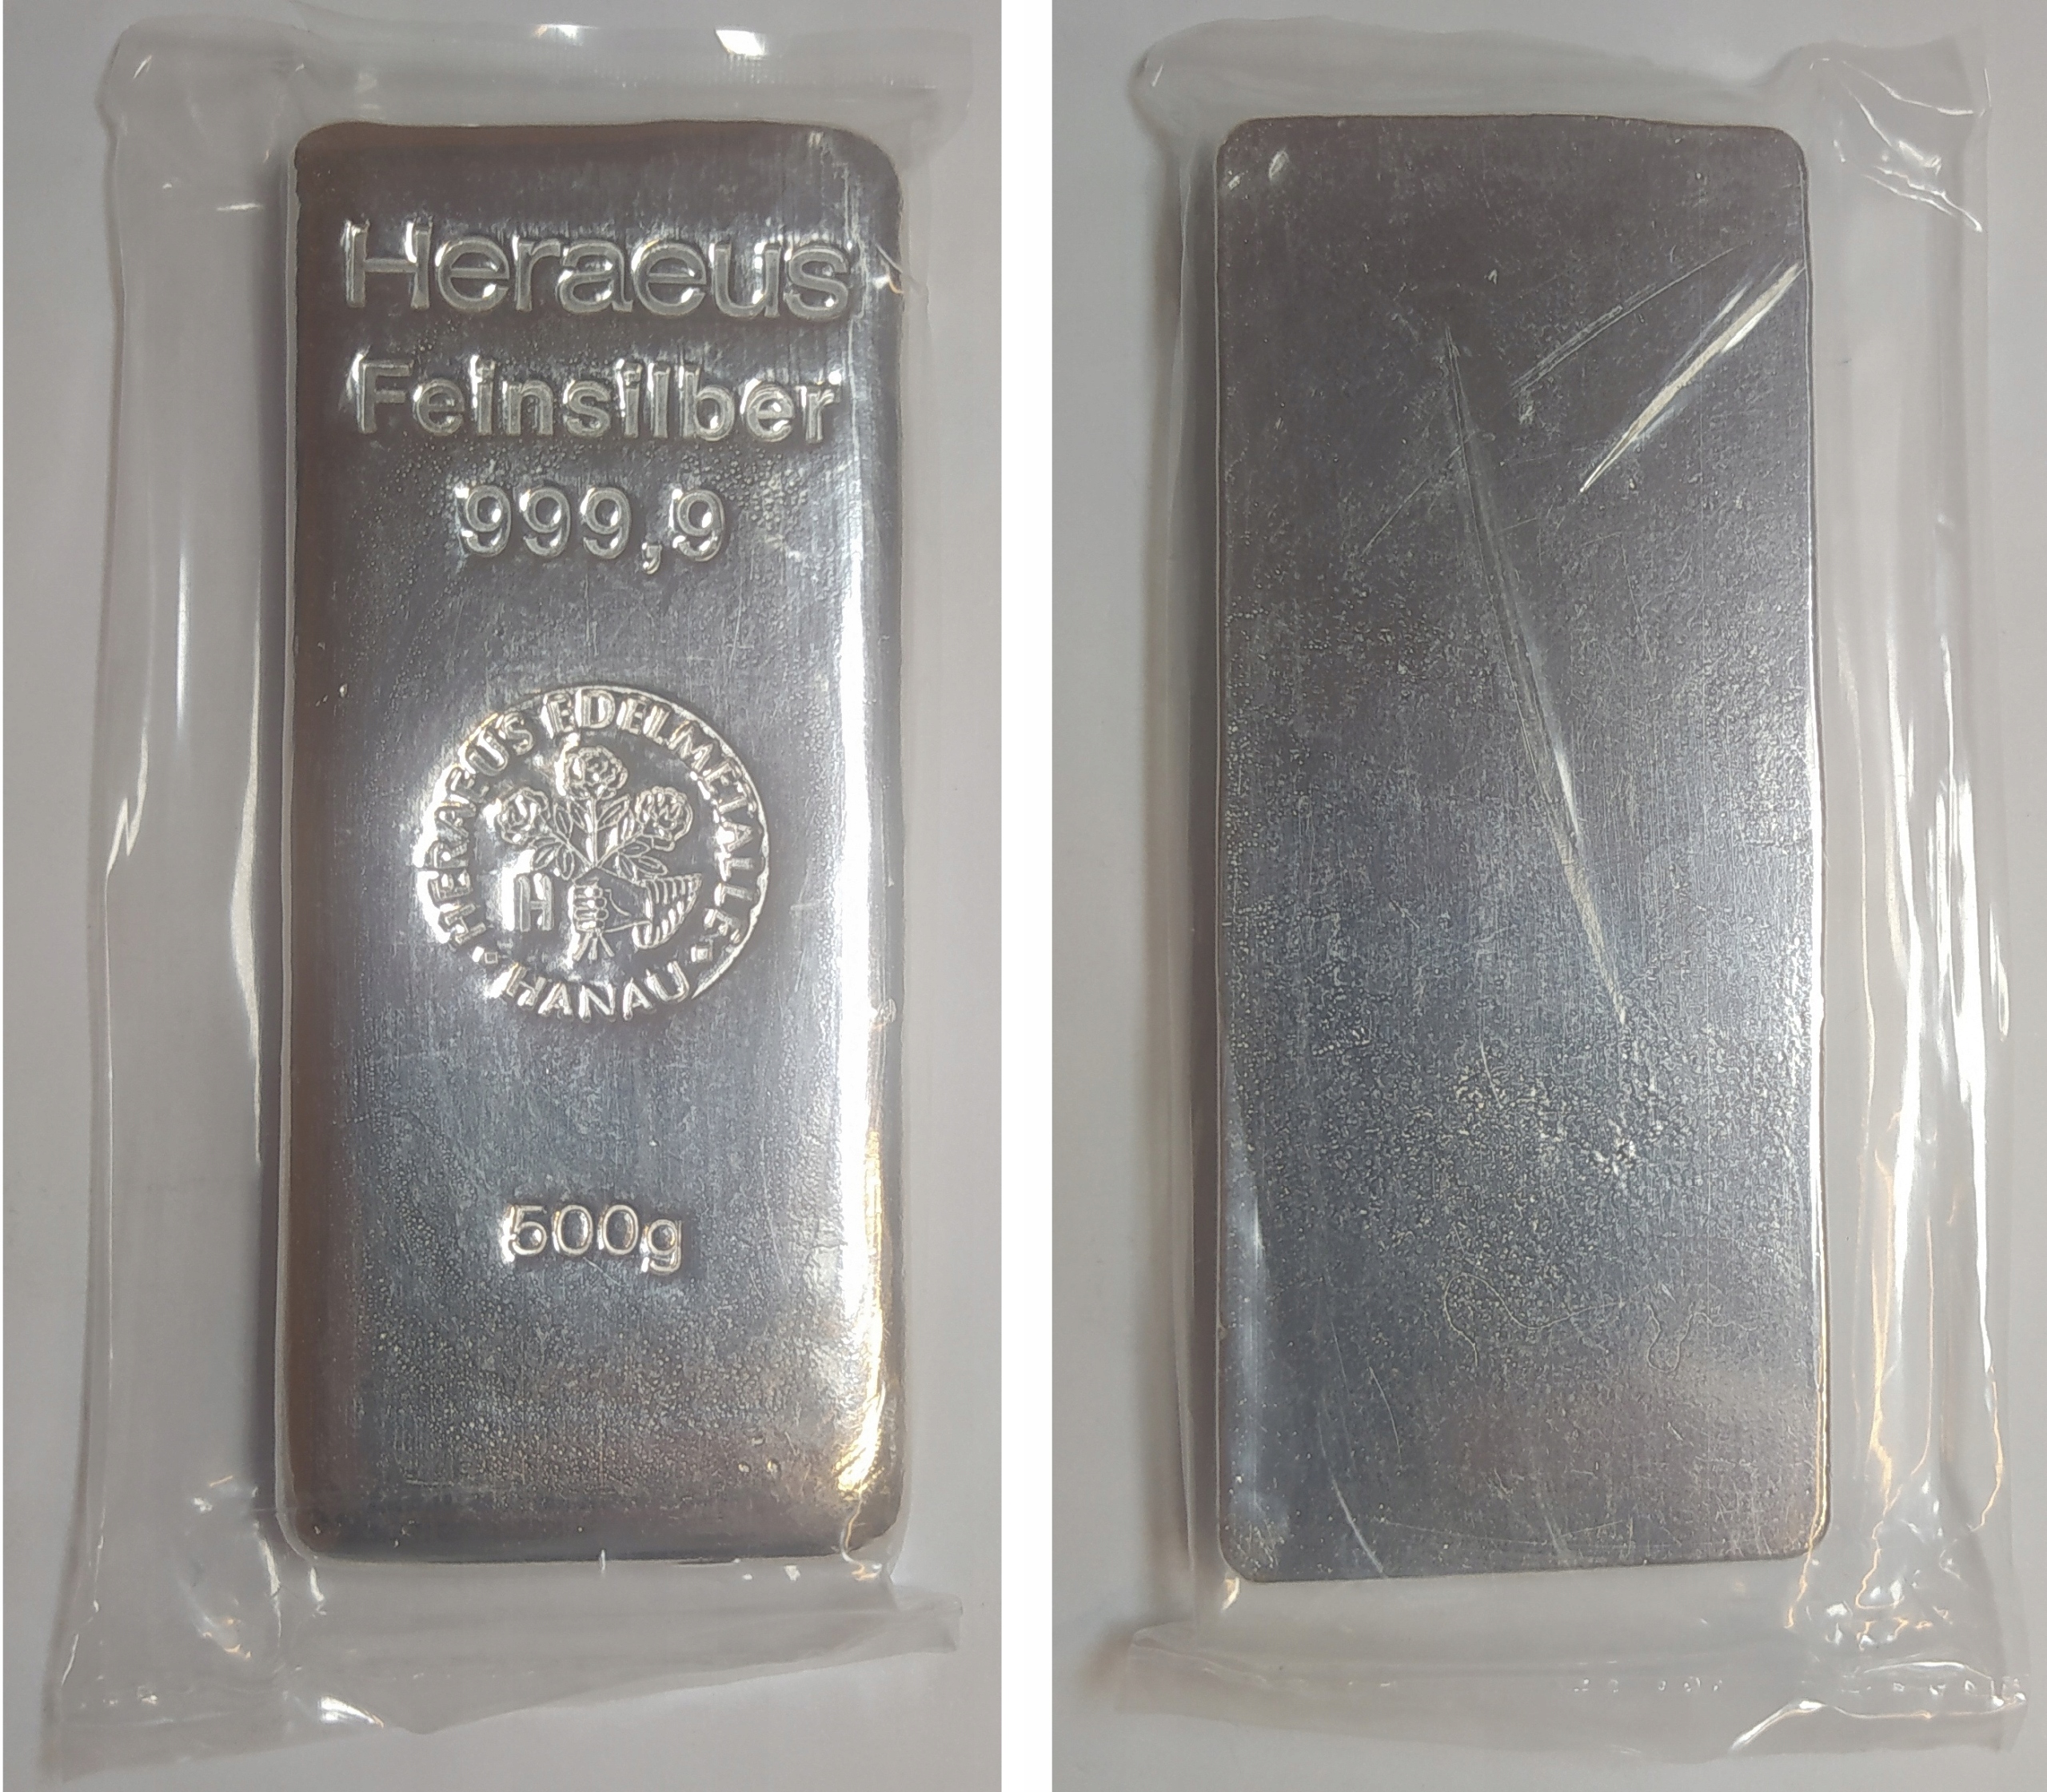 Heraeus
Feinsilber
999,9
HERAEUS EDELMETALLE
H
HANAU
500g